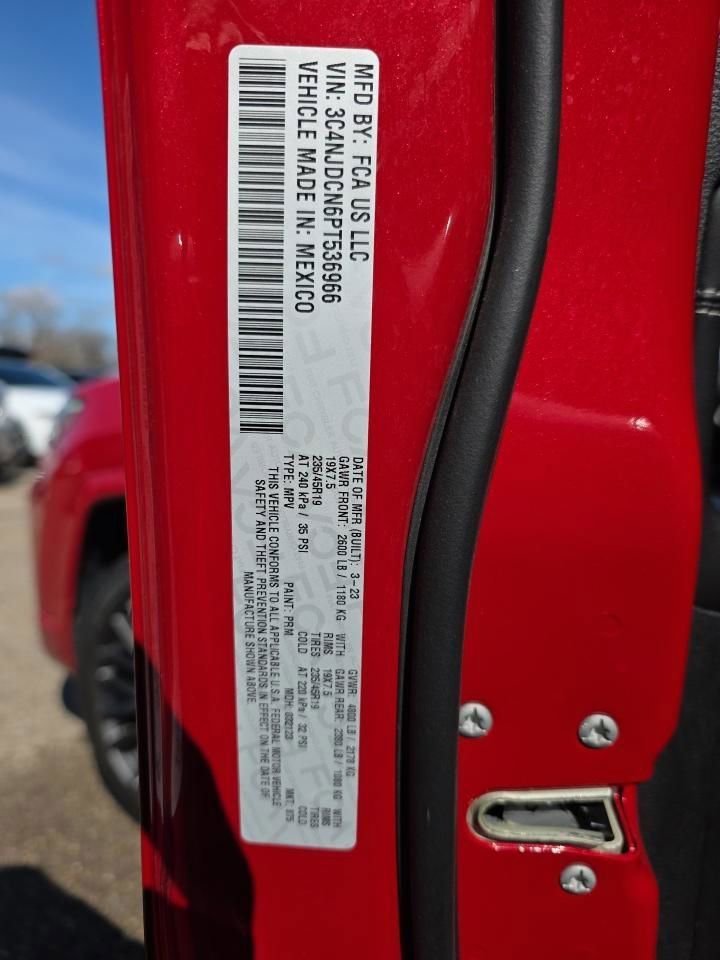 MFD BY: FCA US LLC
VIN: 3C4NJDCN6PT536966
VEHICLE MADE IN: MEXICO
DATE OF MFR (BUILT): 3-23 GVWR: 4800 LB / 2178 KG
GAWR FRONT: 2600 LB / 1180 KG WITH GAWR REAR: 2380 LB / 1080 KG WITH
19X7.5 RIMS 19X7.5 RIMS
235/45R19 TIRES 235/45R19 TIRES
AT 240 kPa / 35 PSI COLD AT 220 kPa / 32 PSI COLD
TYPE: MPV PAINT: PRM MDH: 032123 MKT: 875
THIS VEHICLE CONFORMS TO ALL APPLICABLE U.S.A. FEDERAL MOTOR VEHICLE
SAFETY AND THEFT PREVENTION STANDARDS IN EFFECT ON THE DATE OF
MANUFACTURE SHOWN ABOVE.